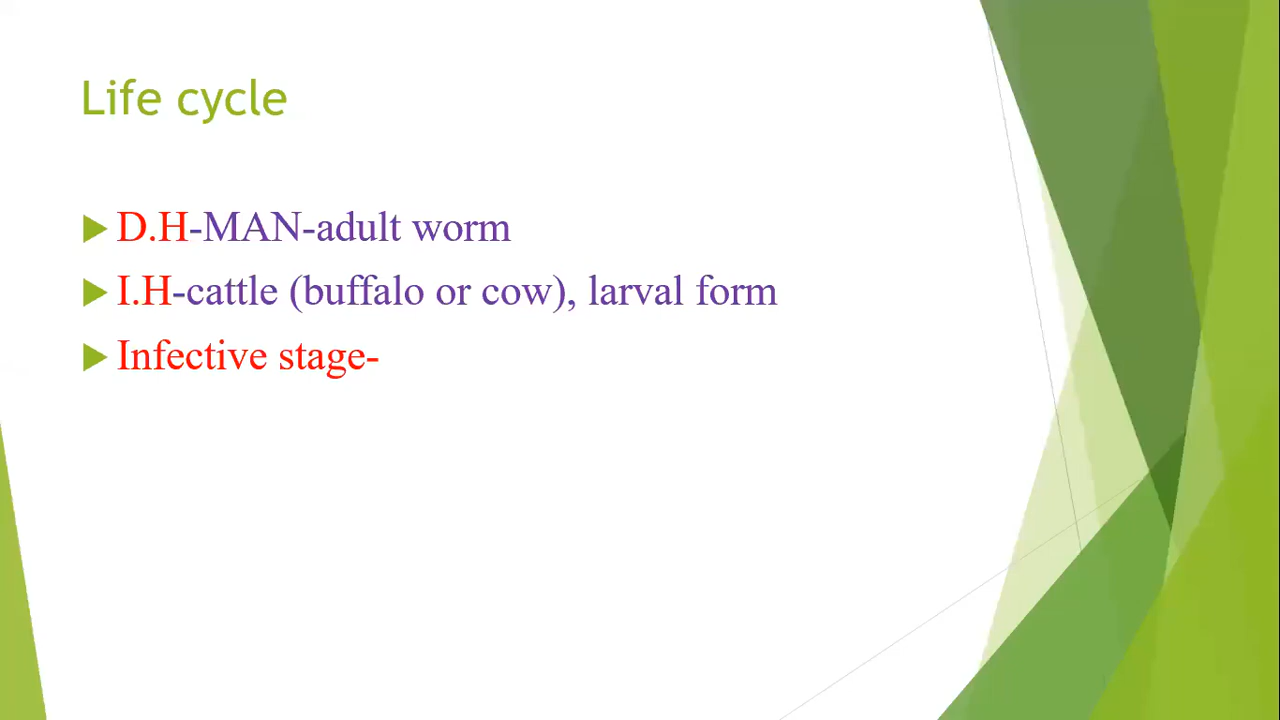 Life cycle
D.H-MAN-adult worm
I.H-cattle (buffalo or cow), larval form
Infective stage-